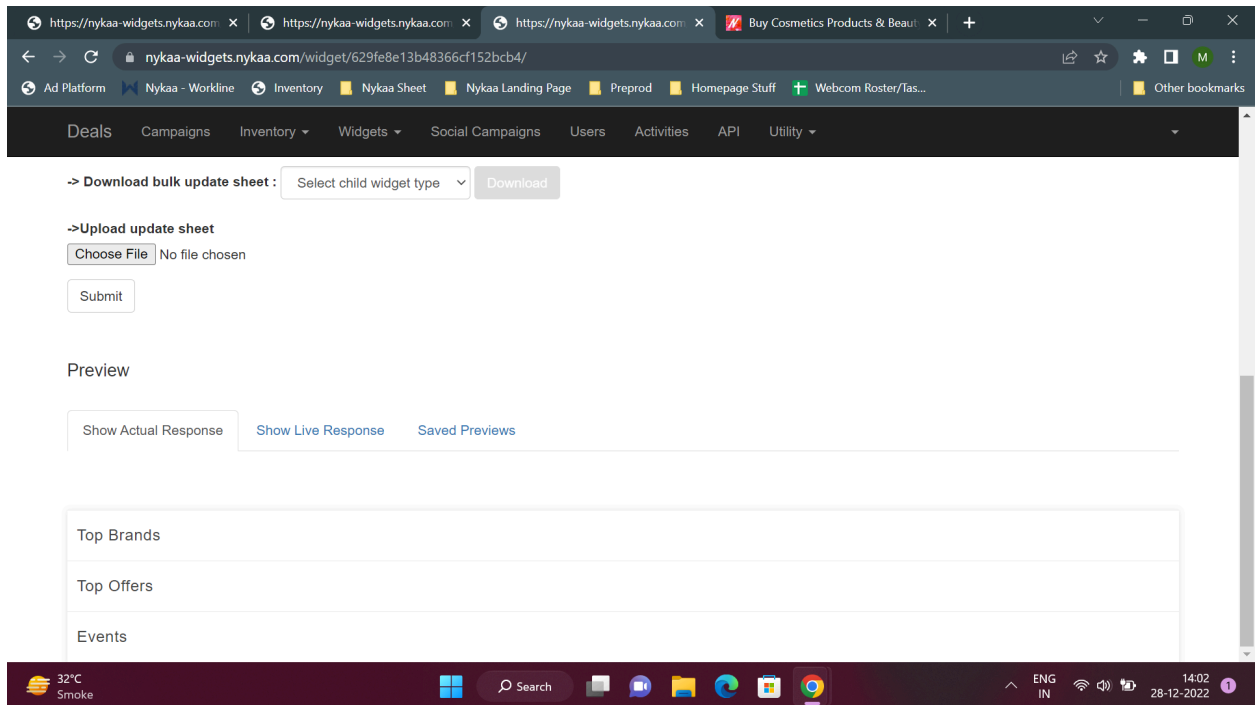 https://nykaa-widgets.nykaa.com https://nykaa-widgets.nykaa.com https://nykaa-widgets.nykaa.com Buy Cosmetics Products & Beaut
nykaa-widgets.nykaa.com/widget/629fe8e13b48366cf152bcb4/ M
Ad Platform Nykaa - Workline Inventory Nykaa Sheet Nykaa Landing Page Preprod Homepage Stuff Webcom Roster/Tas... Other bookmarks
Deals Campaigns Inventory Widgets Social Campaigns Users Activities API Utility
-> Download bulk update sheet : Select child widget type Download
->Upload update sheet
Choose File No file chosen
Submit
Preview
Show Actual Response Show Live Response Saved Previews
Top Brands
Top Offers
Events
32°C
Smoke
Search
ENG
IN
14:02
28-12-2022
1